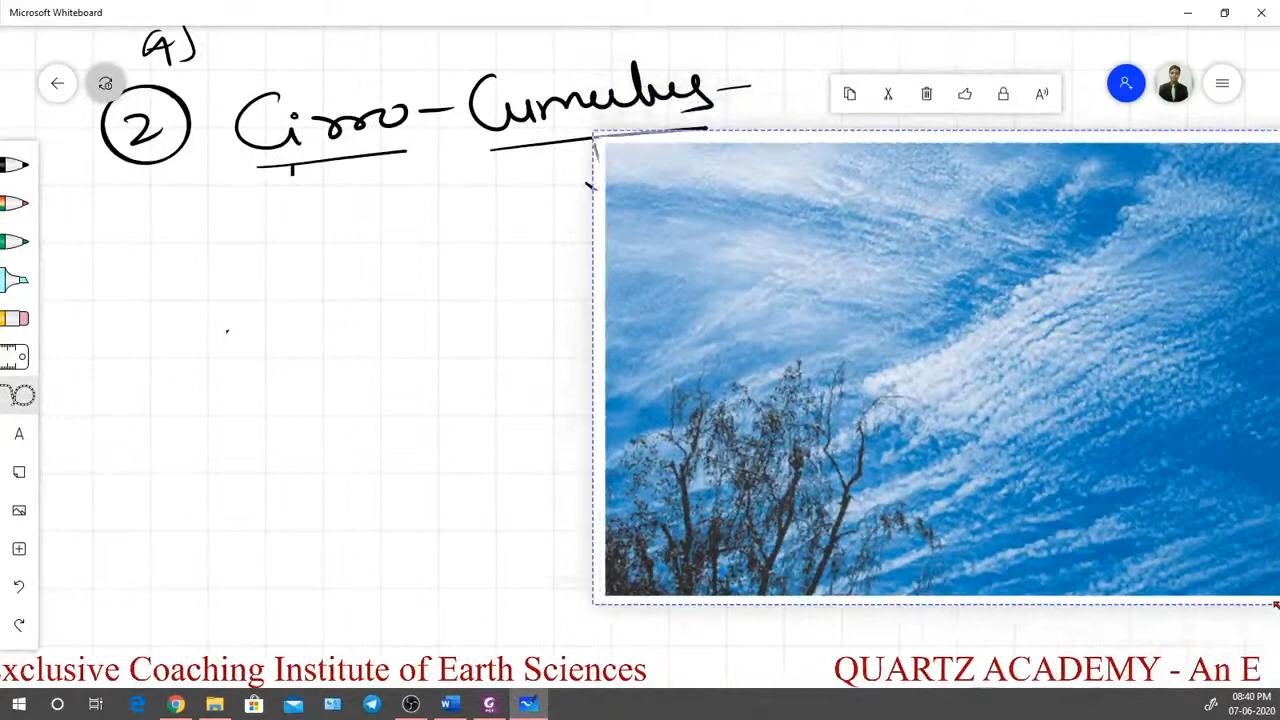 Microsoft Whiteboard
4)
2 Cirro-Cumulus-
A
xclusive Coaching Institute of Earth Sciences QUARTZ ACADEMY - An E
08:40 PM
07-06-2020